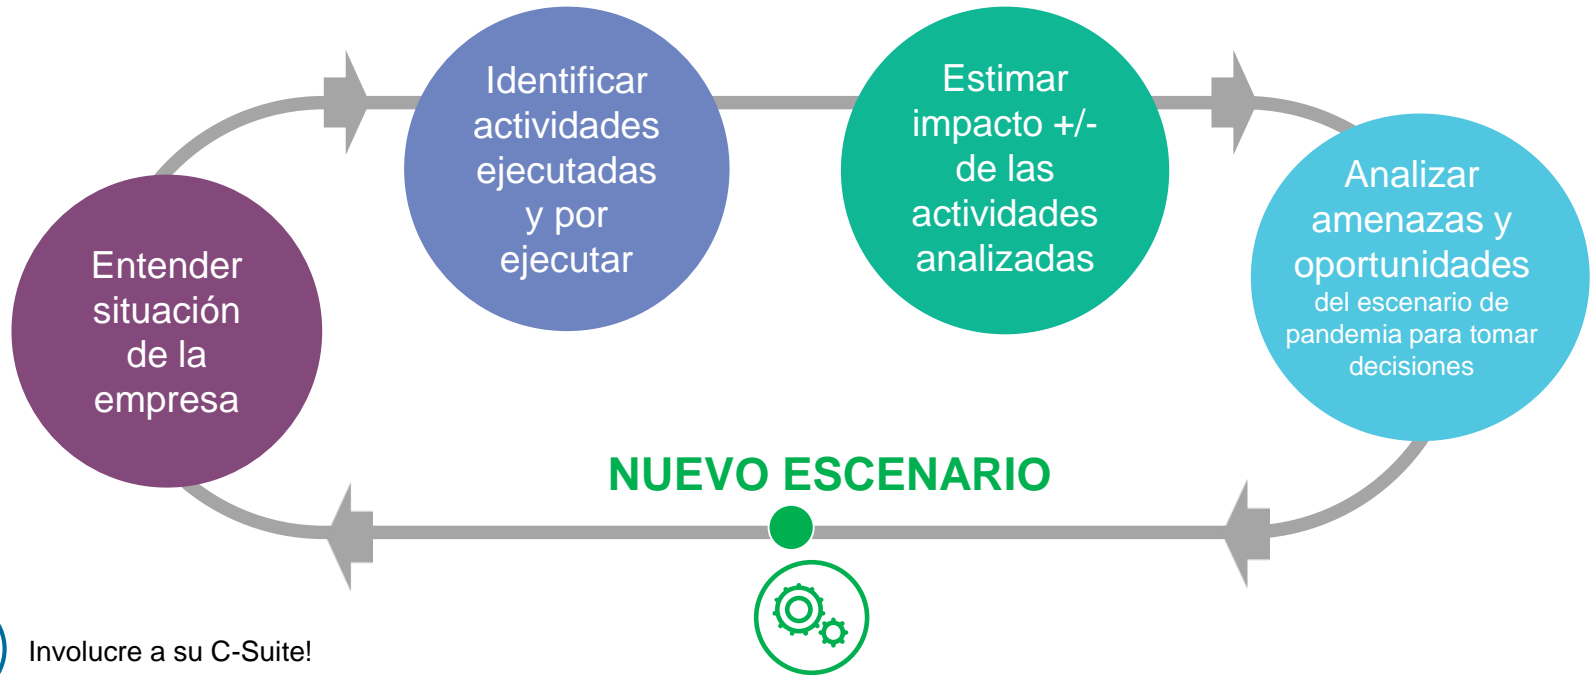 Entender
situación
de la
empresa
Identificar
actividades
ejecutadas
y por
ejecutar
Estimar
impacto +/-
de las
actividades
analizadas
Analizar
amenazas y
oportunidades
del escenario de
pandemia para tomar
decisiones
NUEVO ESCENARIO
Involucre a su C-Suite!